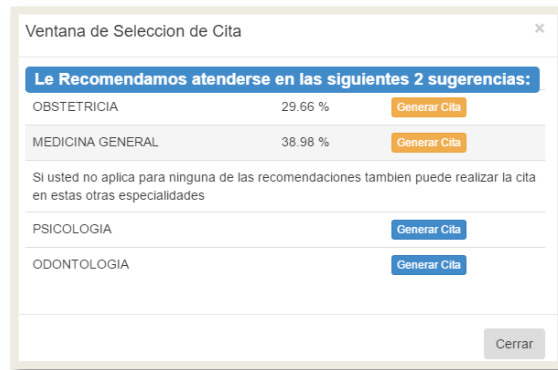 Ventana de Seleccion de Cita ×
Le Recomendamos atenderse en las siguientes 2 sugerencias:
OBSTETRICIA 29.66 % Generar Cita
MEDICINA GENERAL 38.98 % Generar Cita
Si usted no aplica para ninguna de las recomendaciones tambien puede realizar la cita
en estas otras especialidades
PSICOLOGIA Generar Cita
ODONTOLOGIA Generar Cita
Cerrar